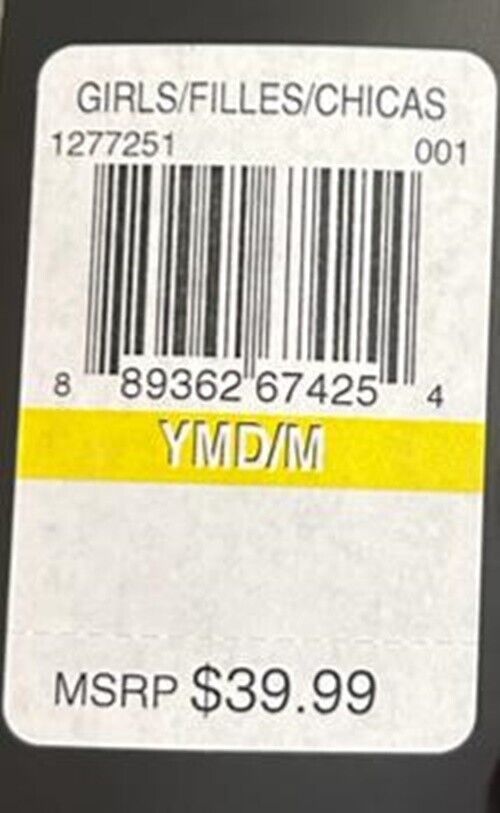 GIRLS/FILLES/CHICAS
1277251 001
8 89362 67425 4
YMD/M
MSRP $39.99